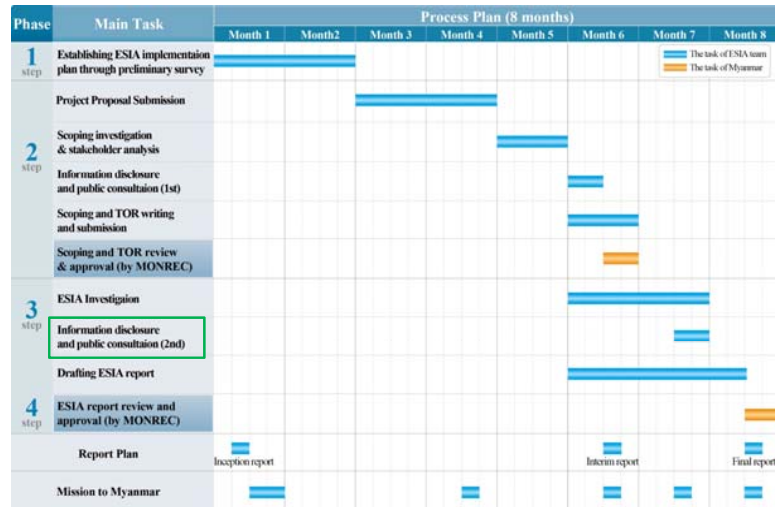 Phase
Main Task
Process Plan (8 months)
Month 1
Month2
Month 3
Month 4
Month 5
Month 6
Month 7
Month 8
The task of ESIA team
The task of Myanmar
1
step
Establishing ESIA implementaion
plan through preliminary survey
2
step
Project Proposal Submission
Scoping investigation
& stakeholder analysis
Information disclosure
and public consultaion (1st)
Scoping and TOR writing
and submission
Scoping and TOR review
& approval (by MONREC)
3
step
ESIA Investigaion
Information disclosure
and public consultaion (2nd)
Drafting ESIA report
4
step
ESIA report review and
approval (by MONREC)
Report Plan
Inception report
Interim report
Final report
Mission to Myanmar